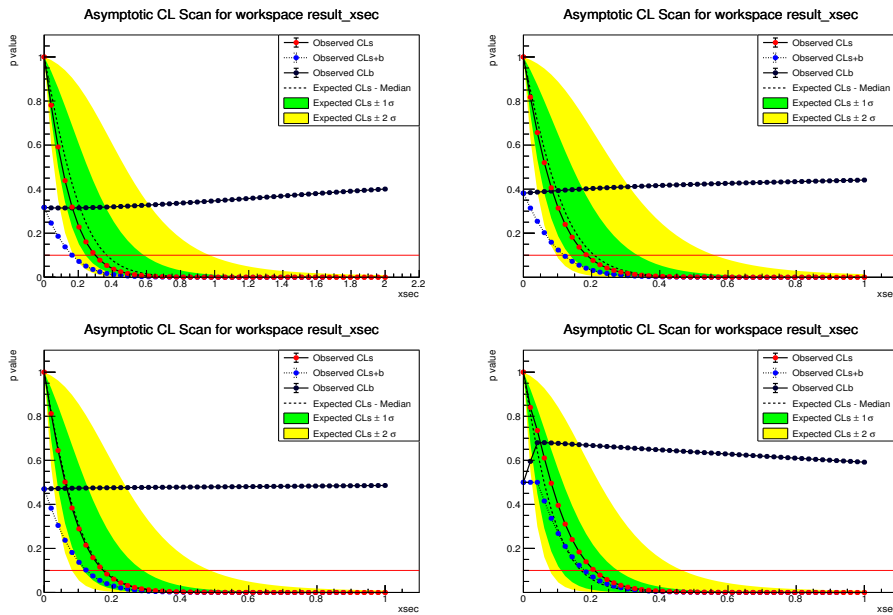 Asymptotic CL Scan for workspace result_xsec
p value
Observed CLs
Observed CLs+b
Observed CLb
Expected CLs - Median
Expected CLs ± 1σ
Expected CLs ± 2 σ
1
0.8
0.6
0.4
0.2
0
0 0.2 0.4 0.6 0.8 1 1.2 1.4 1.6 1.8 2 2.2
xsec
Asymptotic CL Scan for workspace result_xsec
p value
Observed CLs
Observed CLs+b
Observed CLb
Expected CLs - Median
Expected CLs ± 1σ
Expected CLs ± 2 σ
1
0.8
0.6
0.4
0.2
0
0 0.2 0.4 0.6 0.8 1
xsec
Asymptotic CL Scan for workspace result_xsec
p value
Observed CLs
Observed CLs+b
Observed CLb
Expected CLs - Median
Expected CLs ± 1σ
Expected CLs ± 2 σ
1
0.8
0.6
0.4
0.2
0
0 0.2 0.4 0.6 0.8 1
xsec
Asymptotic CL Scan for workspace result_xsec
p value
Observed CLs
Observed CLs+b
Observed CLb
Expected CLs - Median
Expected CLs ± 1σ
Expected CLs ± 2 σ
1
0.8
0.6
0.4
0.2
0
0 0.2 0.4 0.6 0.8 1
xsec